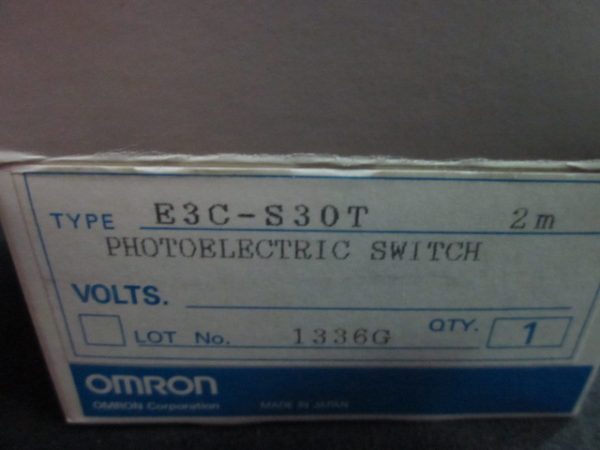 TYPE E3C-S30T 2m
PHOTOELECTRIC SWITCH
VOLTS.
LOT No. 1336G QTY. 1
OMRON
OMRON Corporation MADE IN JAPAN